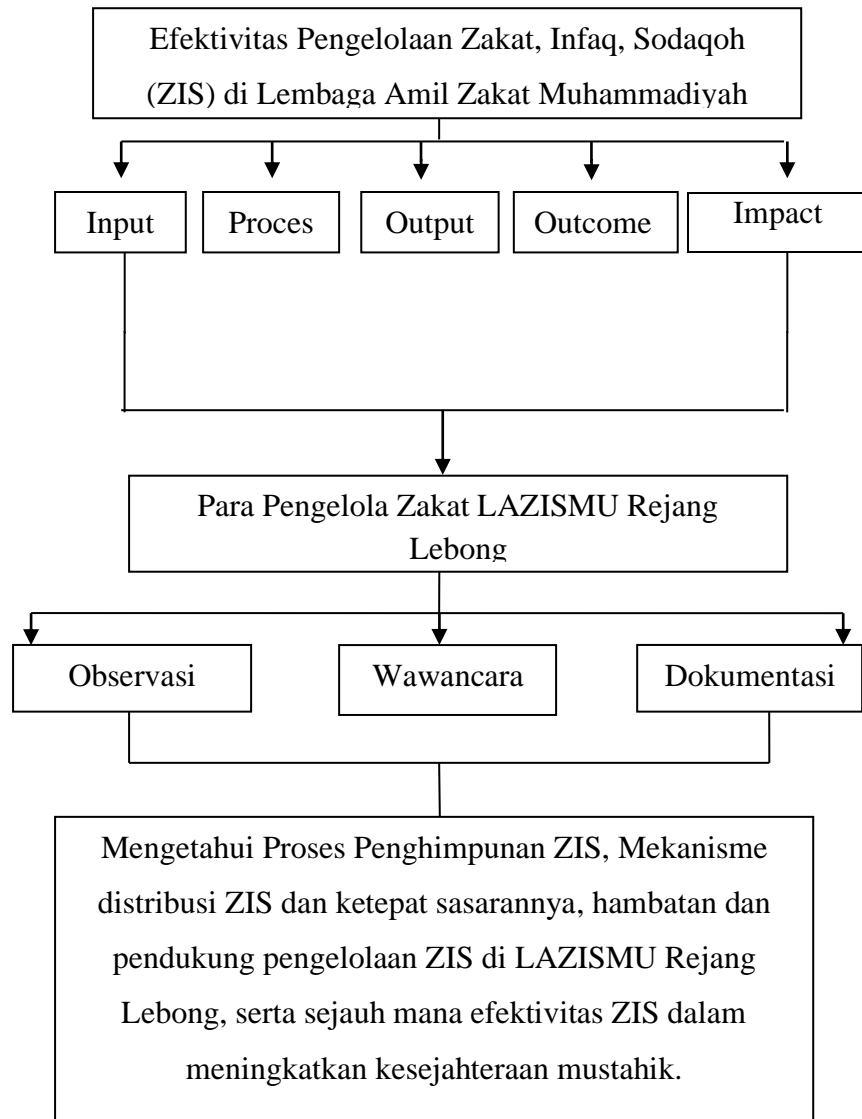 Efektivitas Pengelolaan Zakat, Infaq, Sodaqoh
(ZIS) di Lembaga Amil Zakat Muhammadiyah
Input
Proces
Output
Outcome
Impact
Para Pengelola Zakat LAZISMU Rejang
Lebong
Observasi
Wawancara
Dokumentasi
Mengetahui Proses Penghimpunan ZIS, Mekanisme
distribusi ZIS dan ketepat sasarannya, hambatan dan
pendukung pengelolaan ZIS di LAZISMU Rejang
Lebong, serta sejauh mana efektivitas ZIS dalam
meningkatkan kesejahteraan mustahik.